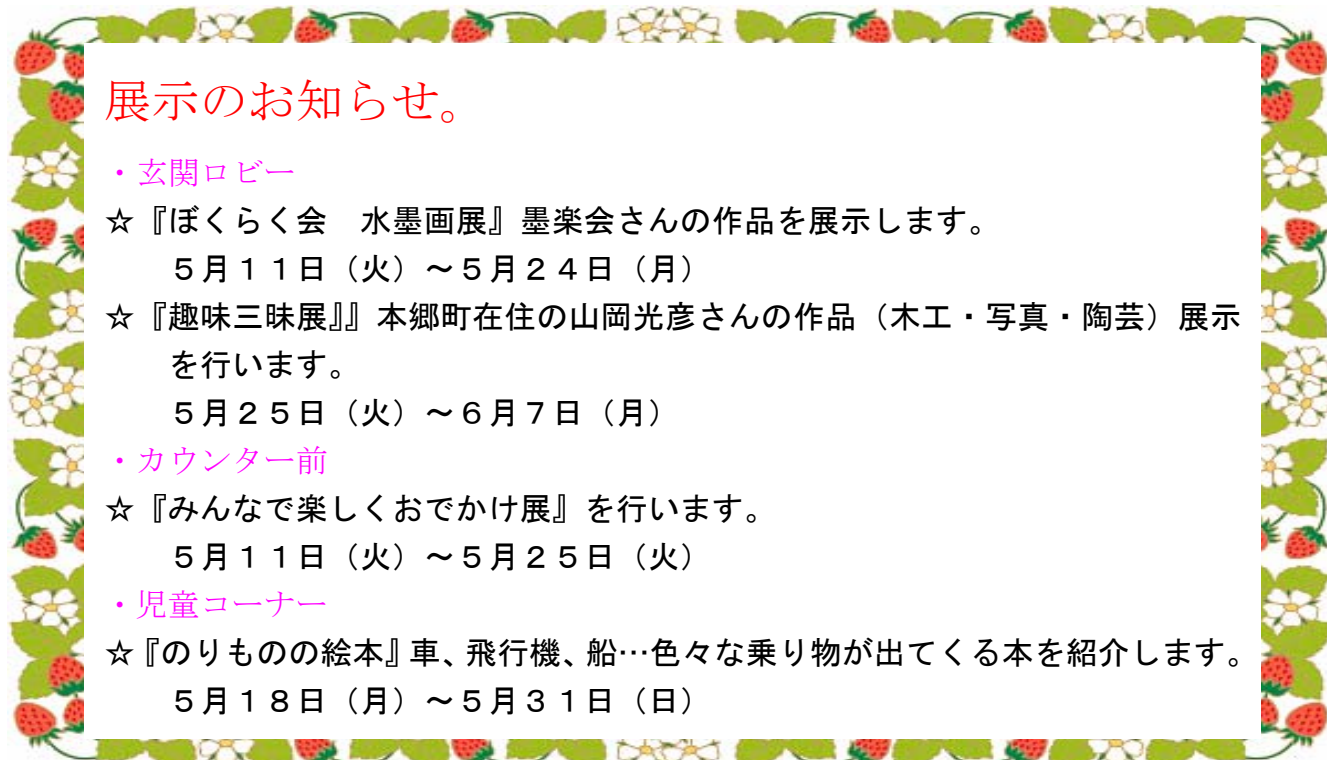 展示のお知らせ。
・玄関ロビー
☆『ぼくらく会　水墨画展』墨楽会さんの作品を展示します。
５月１１日（火）～５月２４日（月）
☆『趣味三昧展』』本郷町在住の山岡光彦さんの作品（木工・写真・陶芸）展示
を行います。
５月２５日（火）～６月７日（月）
・カウンター前
☆『みんなで楽しくおでかけ展』を行います。
５月１１日（火）～５月２５日（火）
・児童コーナー
☆『のりものの絵本』車、飛行機、船…色々な乗り物が出てくる本を紹介します。
５月１８日（月）～５月３１日（日）